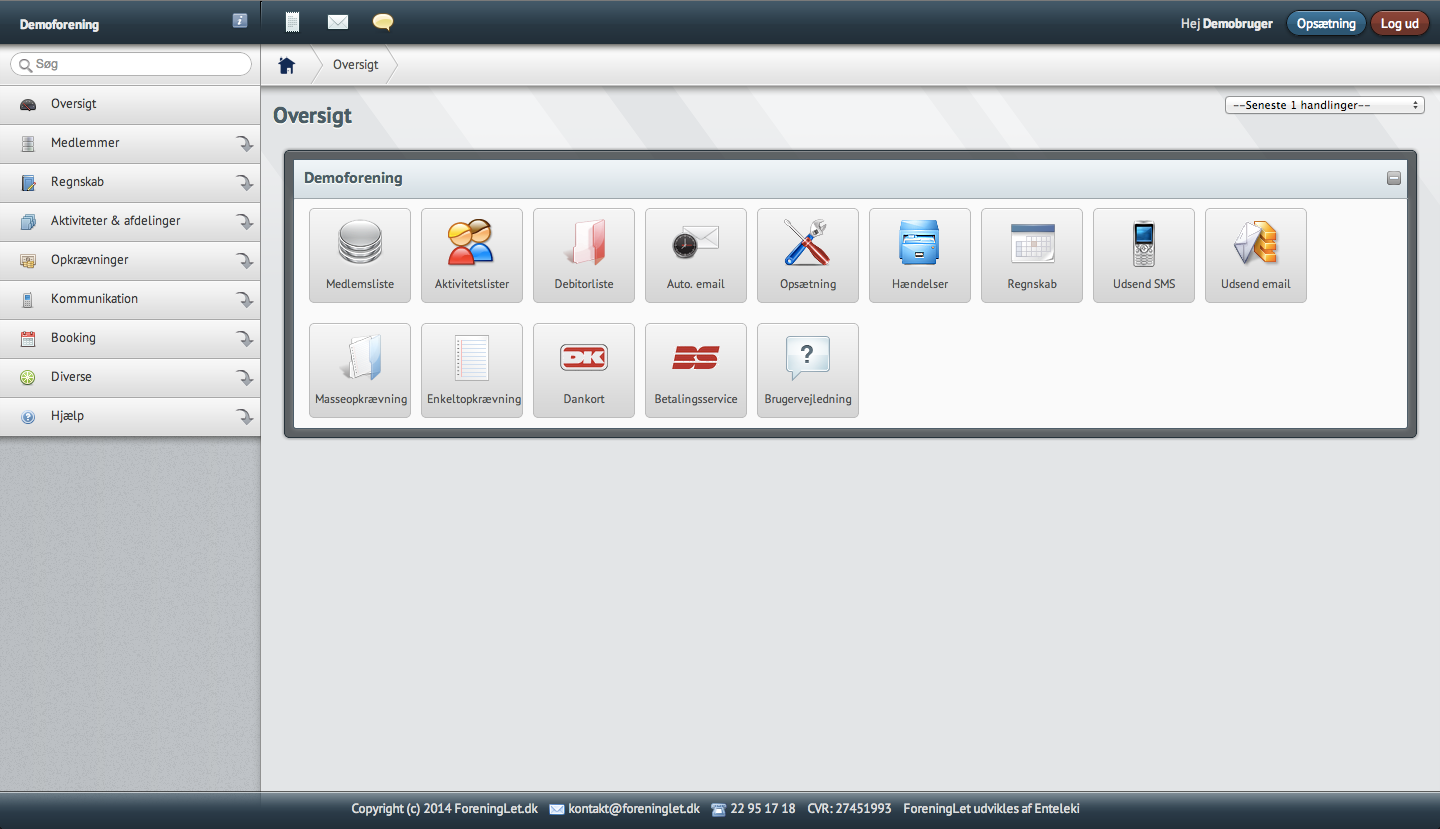 Demoforening
Hej Demobruger
Opsætning
Log ud
Søg
Oversigt
Oversigt
Medlemmer
Regnskab
Aktiviteter & afdelinger
Opkrævninger
Kommunikation
Booking
Diverse
Hjælp
Oversigt
--Seneste 1 handlinger--
Demoforening
Medlemsliste
Aktivitetslister
Debitorliste
Auto. email
Opsætning
Hændelser
Regnskab
Udsend SMS
Udsend email
Masseopkrævning
Enkeltopkrævning
DK
Dankort
BS
Betalingsservice
?
Brugervejledning
Copyright (c) 2014 ForeningLet.dk kontakt@foreninglet.dk 22 95 17 18 CVR: 27451993 ForeningLet udvikles af Enteleki